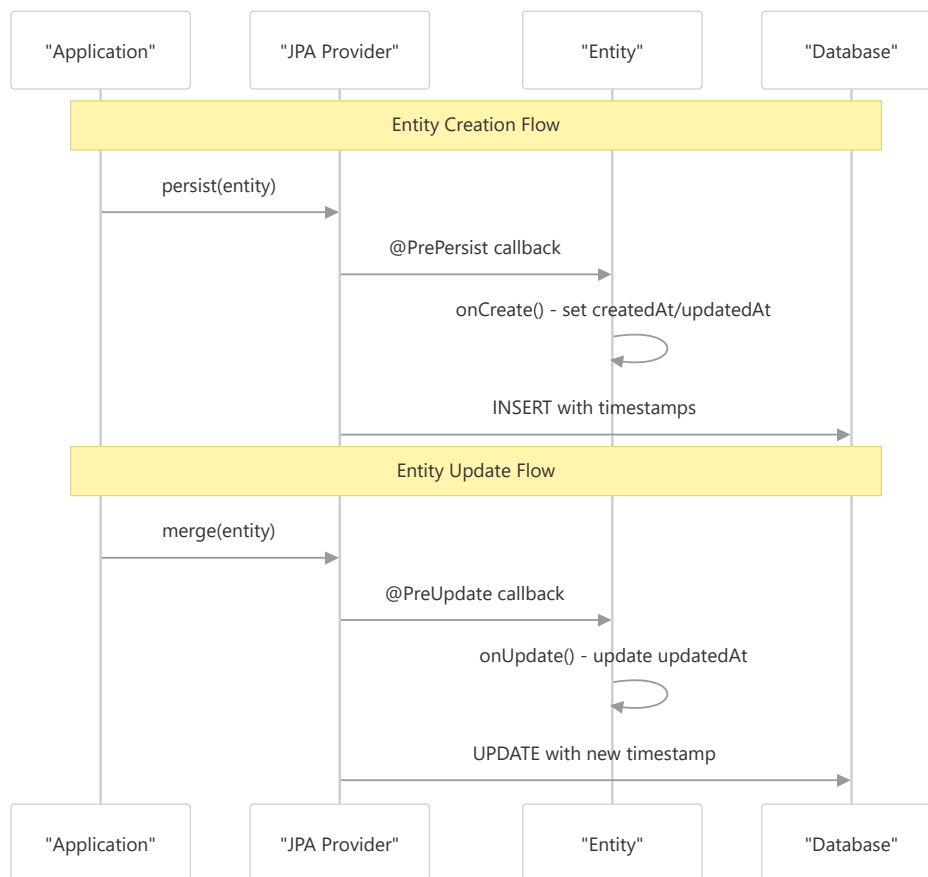 "Application"
"JPA Provider"
"Entity"
"Database"
Entity Creation Flow
persist(entity)
@PrePersist callback
onCreate() - set createdAt/updatedAt
INSERT with timestamps
Entity Update Flow
merge(entity)
@PreUpdate callback
onUpdate() - update updatedAt
UPDATE with new timestamp
"Application"
"JPA Provider"
"Entity"
"Database"